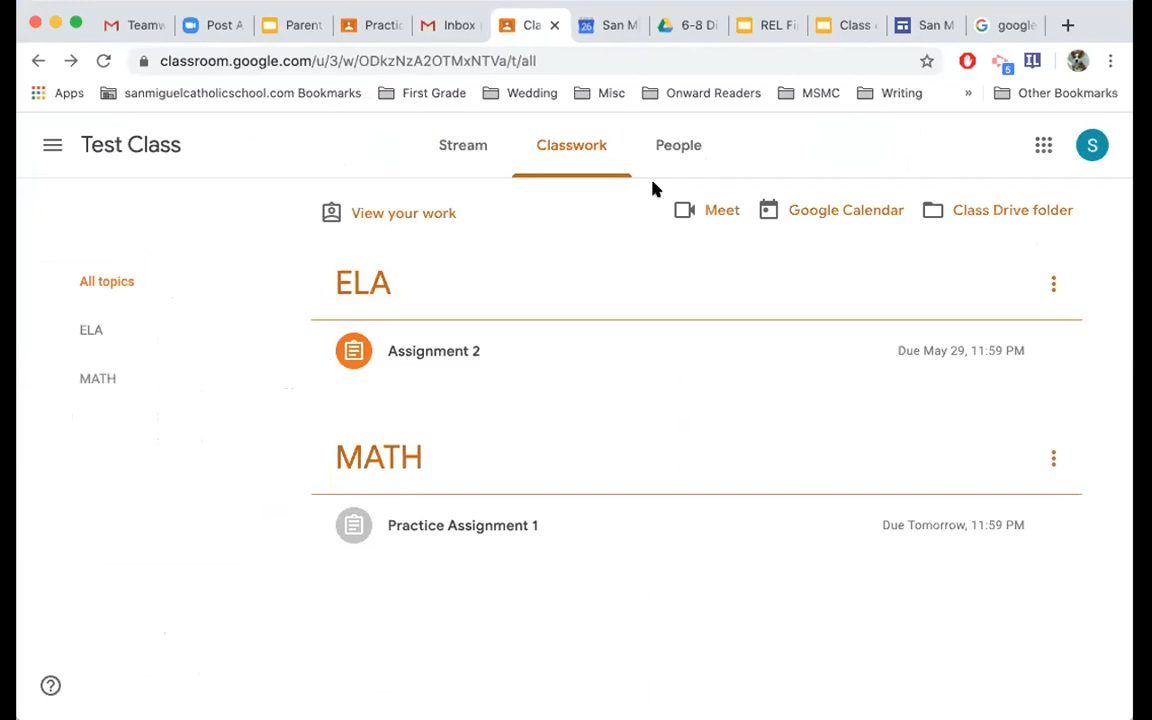 Teamw Post A Parent Practic Inbox Cla San M 6-8 Di REL Fi Class San M google
classroom.google.com/u/3/w/ODkzNzA2OTMxNTVa/t/all
5
Apps sanmiguelcatholicschool.com Bookmarks First Grade Wedding Misc Onward Readers MSMC Writing » Other Bookmarks
Test Class Stream Classwork People S
View your work Meet Google Calendar Class Drive folder
All topics
ELA
MATH
ELA
Assignment 2 Due May 29, 11:59 PM
MATH
Practice Assignment 1 Due Tomorrow, 11:59 PM